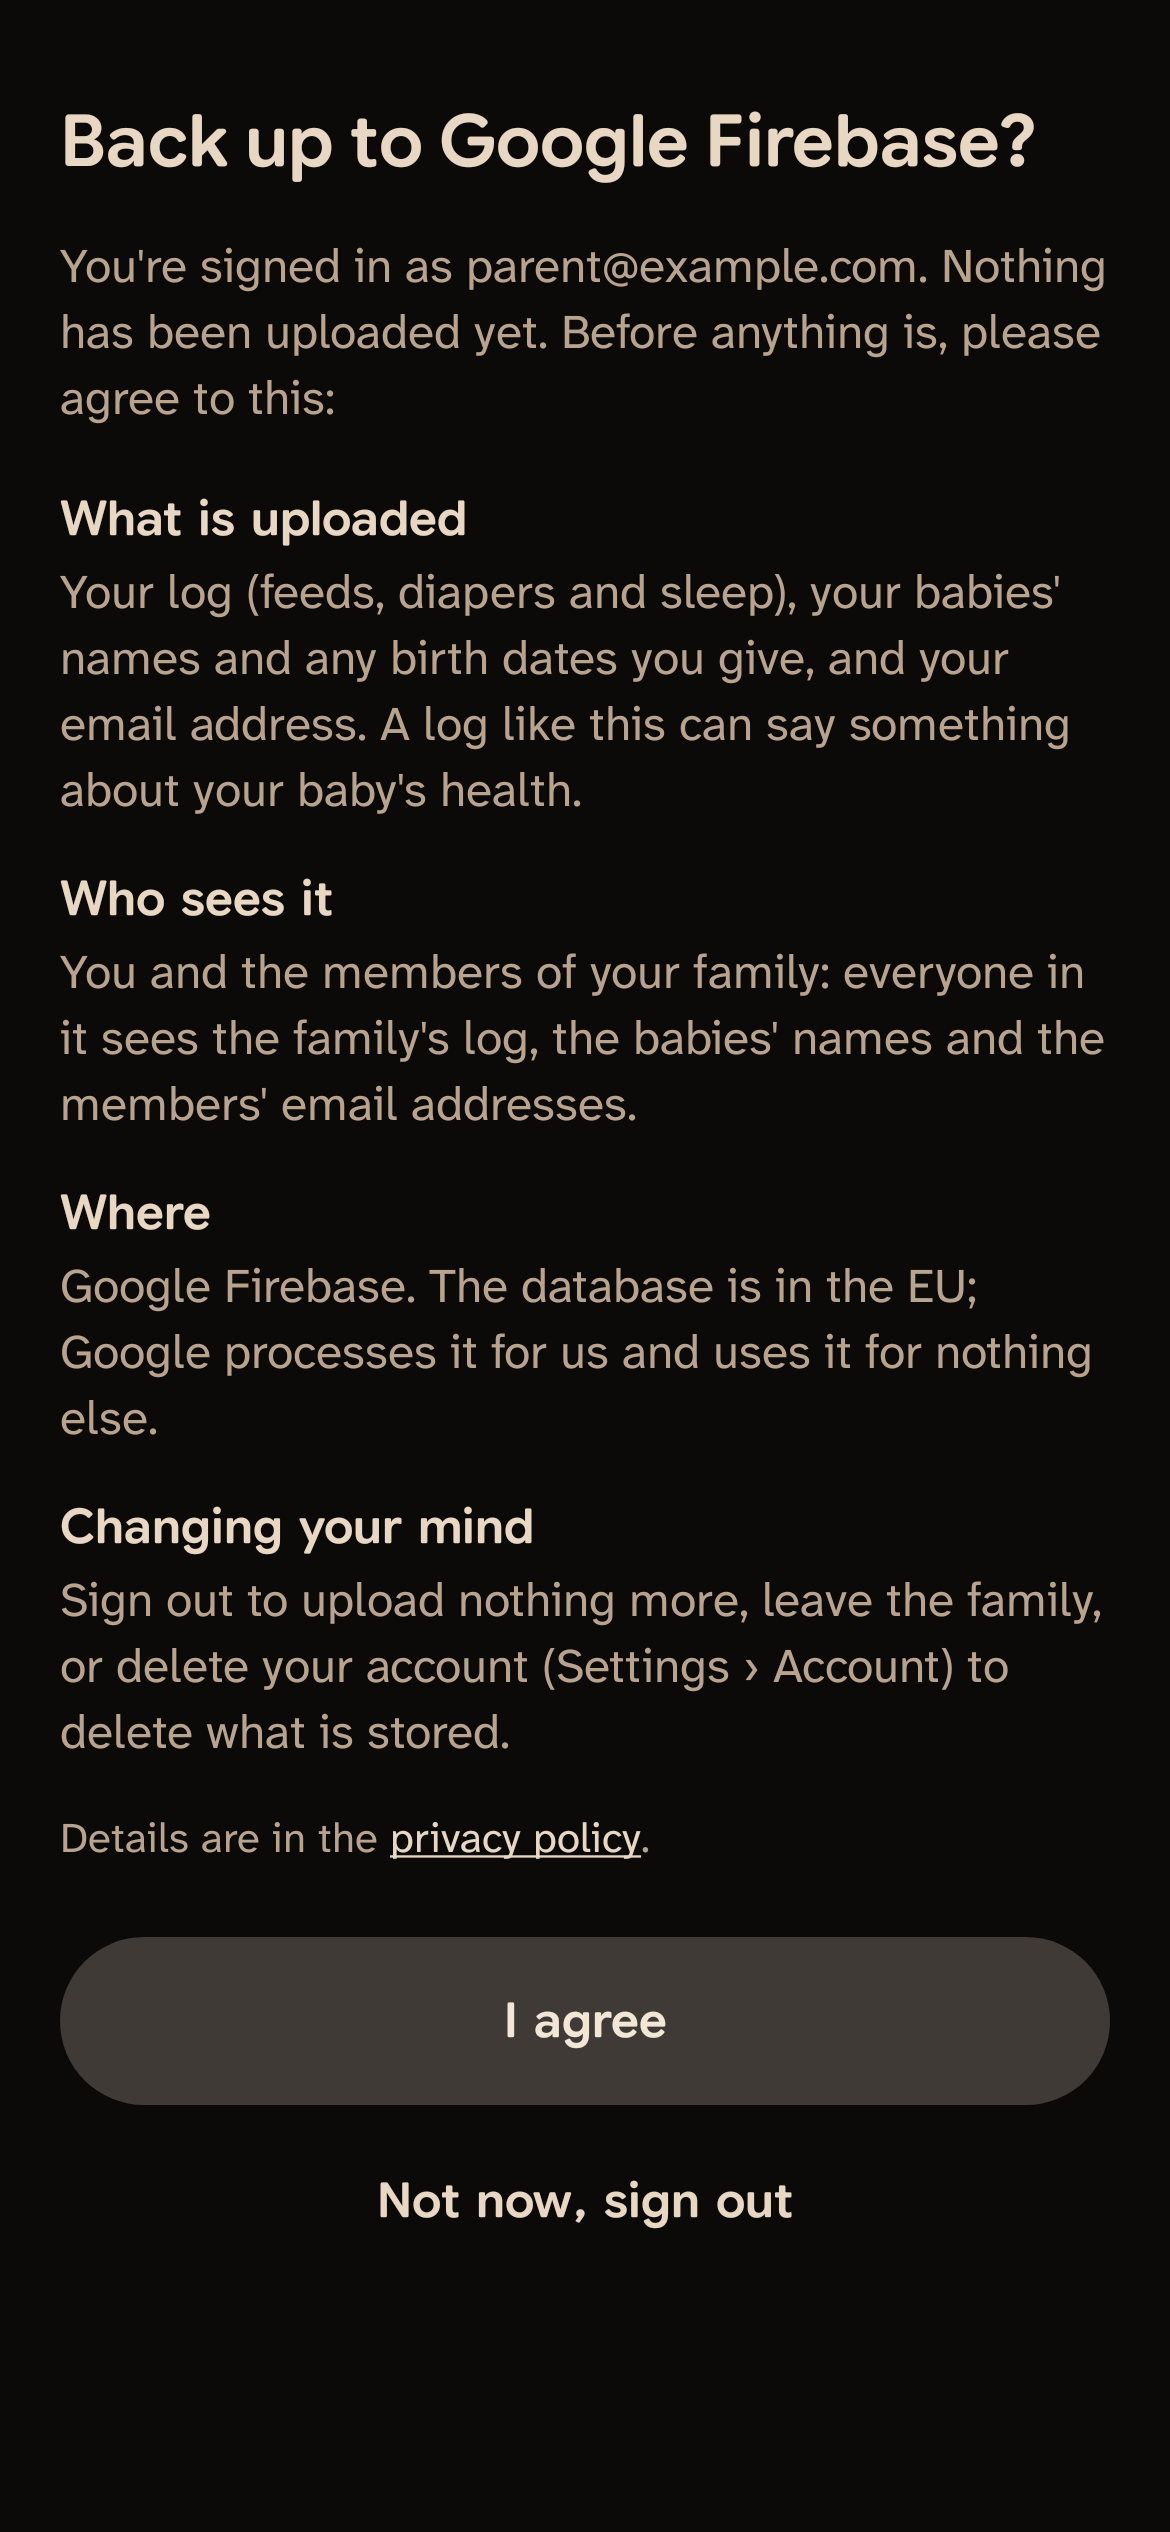 Back up to Google Firebase?
You're signed in as parent@example.com. Nothing
has been uploaded yet. Before anything is, please
agree to this:
What is uploaded
Your log (feeds, diapers and sleep), your babies'
names and any birth dates you give, and your
email address. A log like this can say something
about your baby's health.
Who sees it
You and the members of your family: everyone in
it sees the family's log, the babies' names and the
members' email addresses.
Where
Google Firebase. The database is in the EU;
Google processes it for us and uses it for nothing
else.
Changing your mind
Sign out to upload nothing more, leave the family,
or delete your account (Settings › Account) to
delete what is stored.
Details are in the privacy policy.
I agree
Not now, sign out